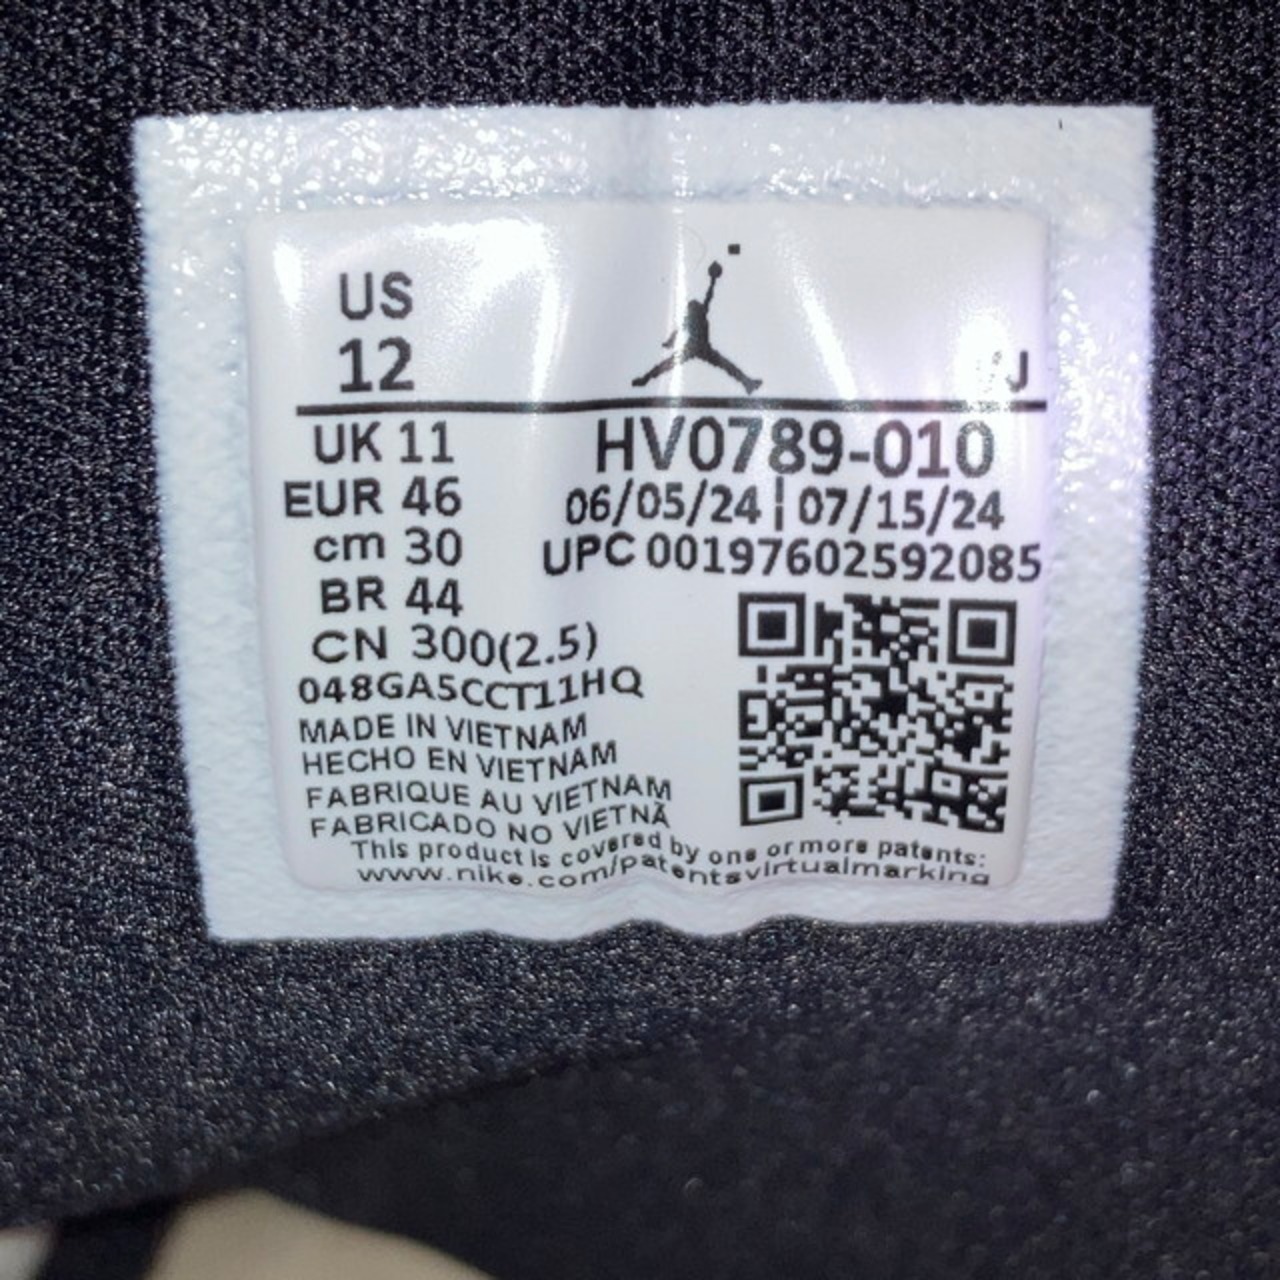 US
12
UK 11
EUR 46
cm 30
BR 44
CN 300(2.5)
048GA5CCT11HQ
MADE IN VIETNAM
HECHO EN VIETNAM
FABRIQUE AU VIETNAM
FABRICADO NO VIETNÃ
HV0789-010
06/05/24 | 07/15/24
UPC 00197602592085
This product is covered by one or more patents:
www.nike.com/patentsvirtualmarking